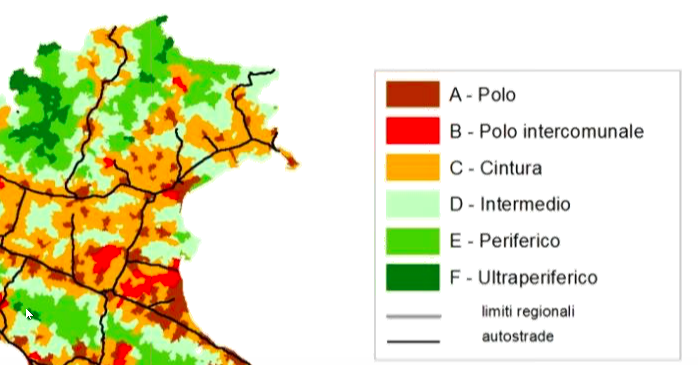 A - Polo
B - Polo intercomunale
C - Cintura
D - Intermedio
E - Periferico
F - Ultraperiferico
limiti regionali
autostrade